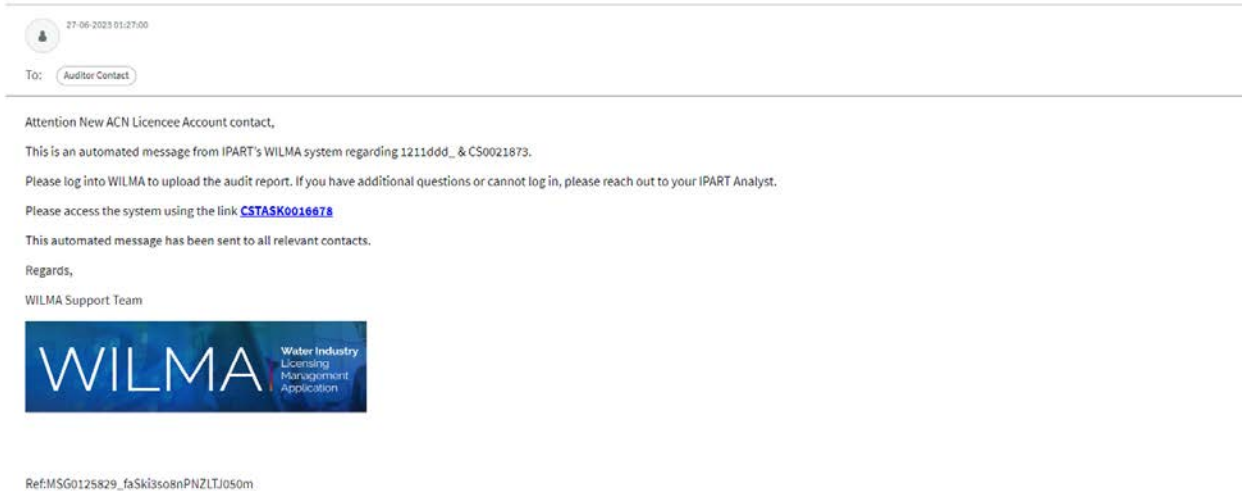 27-06-2023 01:27:00
To: Auditor Contact
Attention New ACN Licencee Account contact,
This is an automated message from IPART's WILMA system regarding 1211ddd_ & CS0021873.
Please log into WILMA to upload the audit report. If you have additional questions or cannot log in, please reach out to your IPART Analyst.
Please access the system using the link CSTASK0016678
This automated message has been sent to all relevant contacts.
Regards,
WILMA Support Team
WILMA
Water Industry
Licensing
Management
Application
Ref:MSG0125829_faSki3so8nPNZLTJ050m